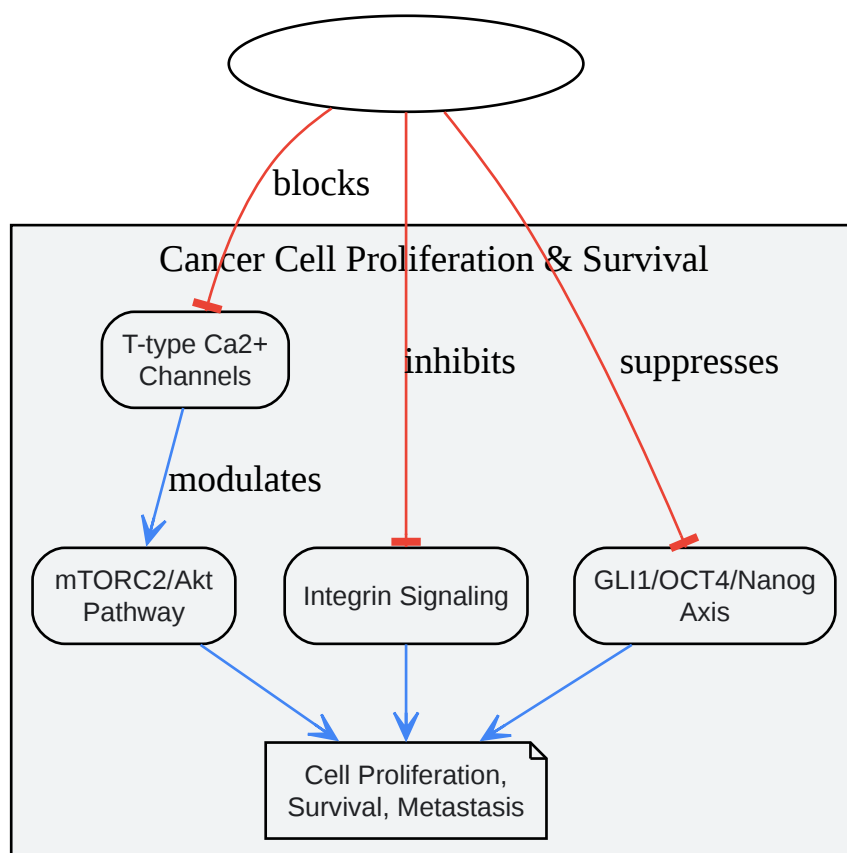 blocks
Cancer Cell Proliferation & Survival
T-type Ca2+
Channels
inhibits
suppresses
modulates
mTORC2/Akt
Pathway
Integrin Signaling
GLI1/OCT4/Nanog
Axis
Cell Proliferation,
Survival, Metastasis